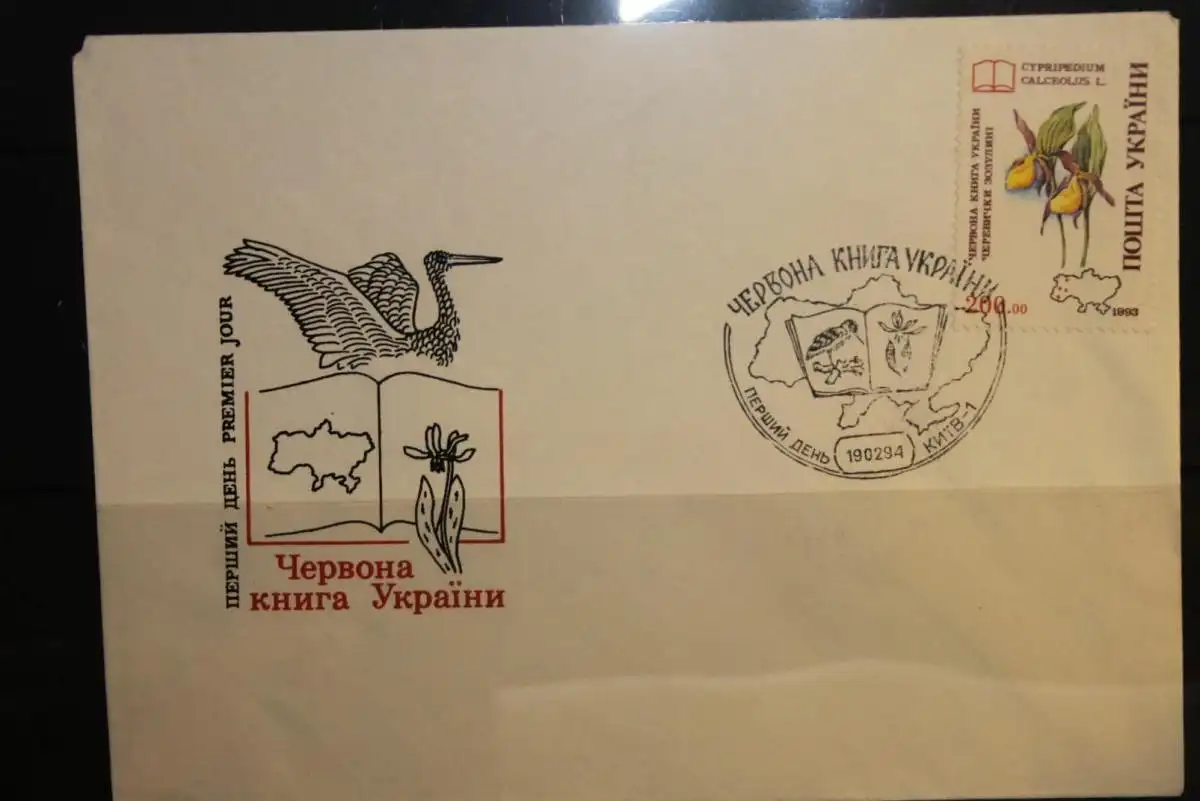 CYPRIPEDIUM
CALCEOLUS L.
ЧЕРВОНА КНИГА УКРАЇНИ
ЧЕРЕВИЧКИ ЗОЗУЛИНІ
ПОШТА УКРАЇНИ
200.00
1993
ЧЕРВОНА КНИГА УКРАЇНИ
ПЕРШИЙ ДЕНЬ
190294
КИЇВ-1
ПЕРШИЙ ДЕНЬ PREMIER JOUR
Червона
книга України